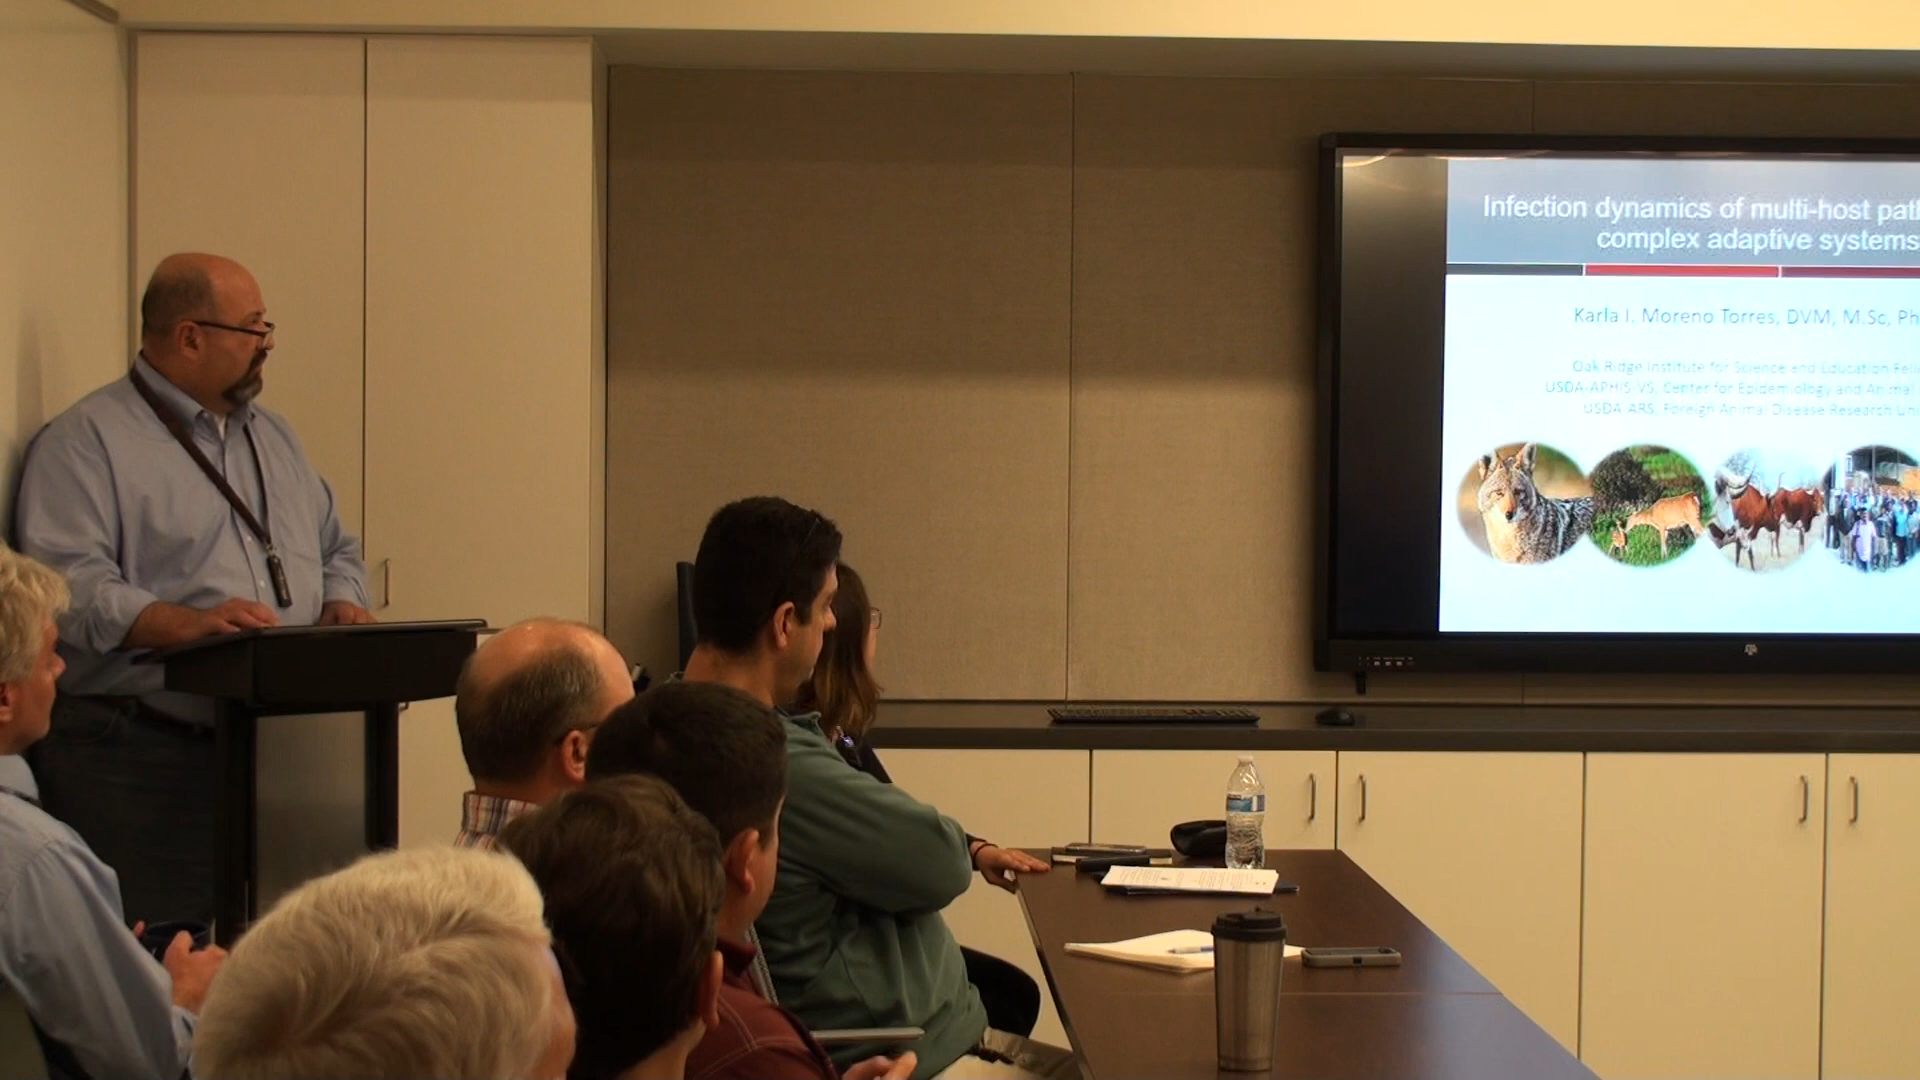 Infection dynamics of multi-host path
complex adaptive systems
Karla I. Moreno Torres, DVM, M.Sc, Ph
Oak Ridge Institute for Science and Education Fell
USDA-APHIS-VS, Center for Epidemiology and Animal
USDA-ARS, Foreign Animal Disease Research Uni